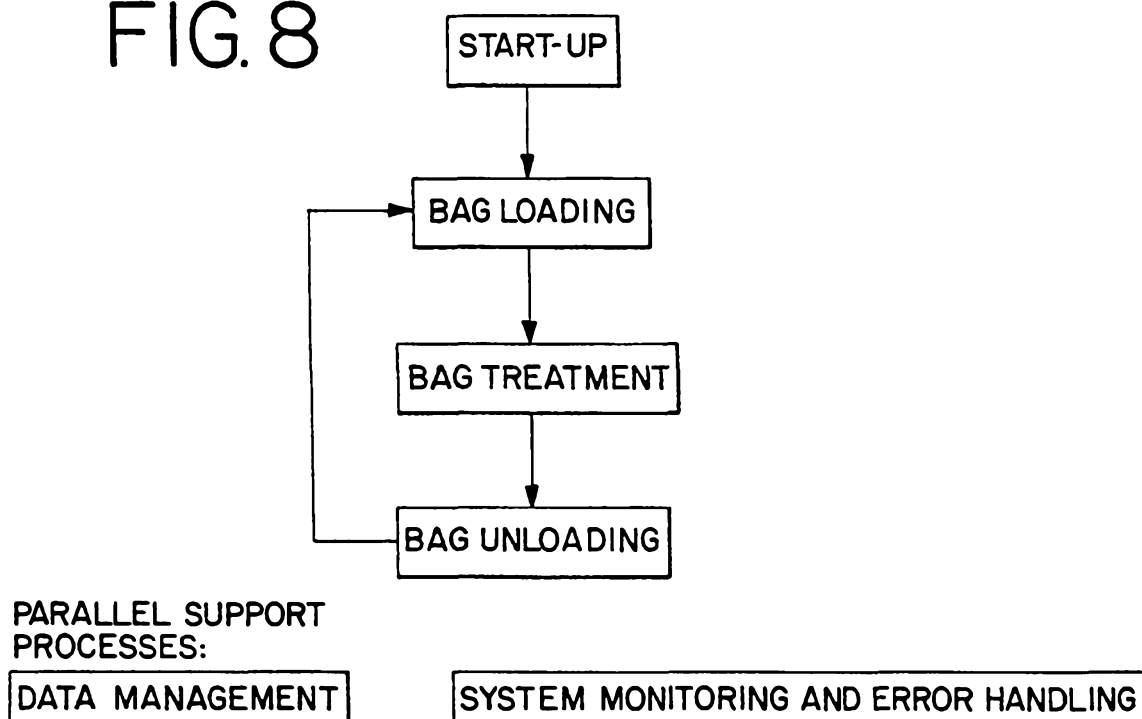 FIG. 8
START-UP
BAG LOADING
BAG TREATMENT
BAG UNLOADING
PARALLEL SUPPORT
PROCESSES:
DATA MANAGEMENT
SYSTEM MONITORING AND ERROR HANDLING